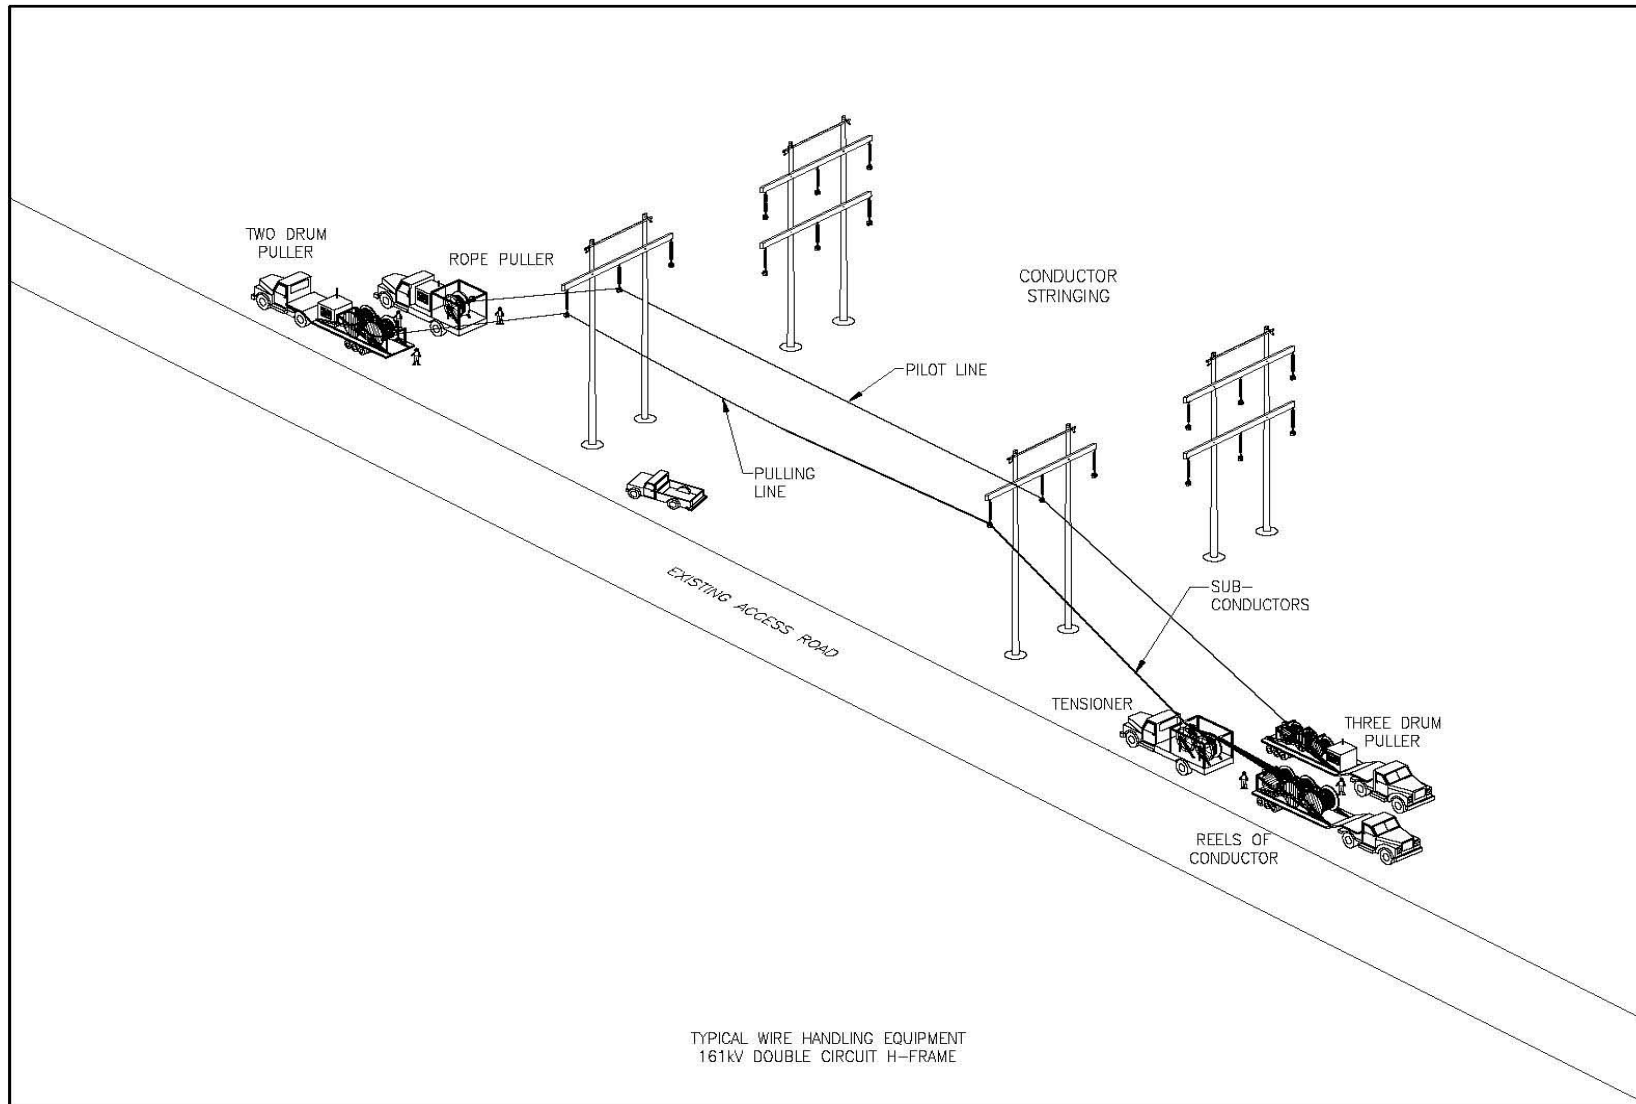 TWO DRUM
PULLER
ROPE PULLER
CONDUCTOR
STRINGING
PILOT LINE
PULLING
LINE
EXISTING ACCESS ROAD
SUB-
CONDUCTORS
TENSIONER
THREE DRUM
PULLER
REELS OF
CONDUCTOR
TYPICAL WIRE HANDLING EQUIPMENT
161kV DOUBLE CIRCUIT H-FRAME